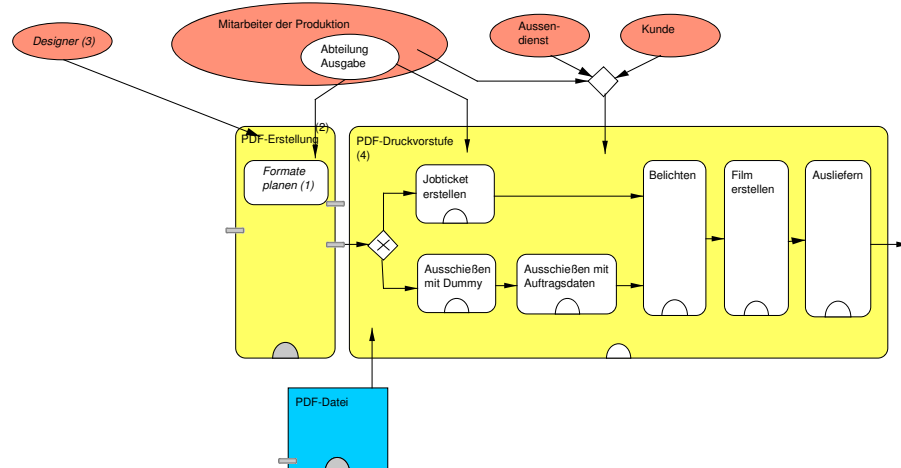 Designer (3)
Mitarbeiter der Produktion
Abteilung
Ausgabe
Aussen-
dienst
Kunde
PDF-Erstellung
(2)
Formate
planen (1)
PDF-Druckvorstufe
(4)
Jobticket
erstellen
Ausschießen
mit Dummy
Ausschießen mit
Auftragsdaten
Belichten
Film
erstellen
Ausliefern
PDF-Datei